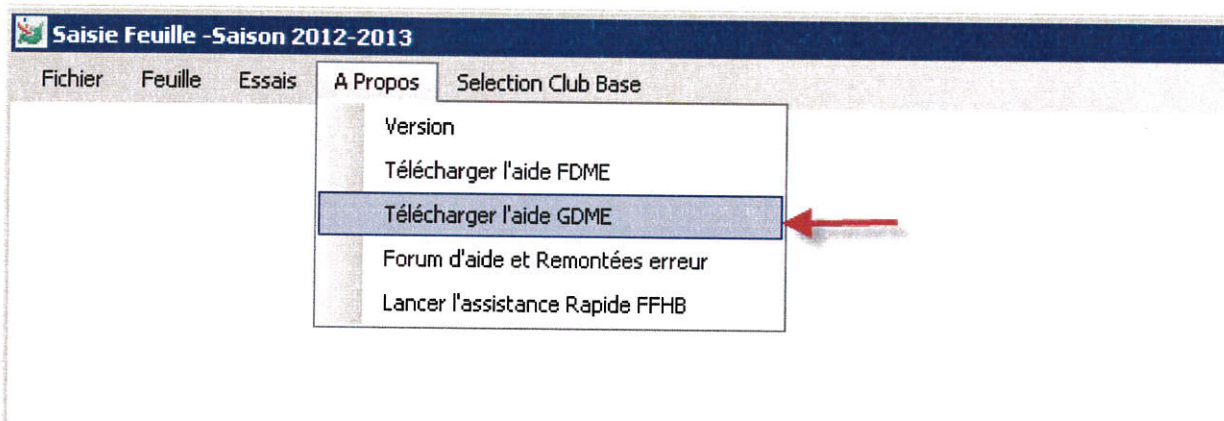 Saisie Feuille -Saison 2012-2013
Fichier Feuille Essais A Propos Selection Club Base
Version
Télécharger l'aide FDME
Télécharger l'aide GDME
Forum d'aide et Remontées erreur
Lancer l'assistance Rapide FFHB